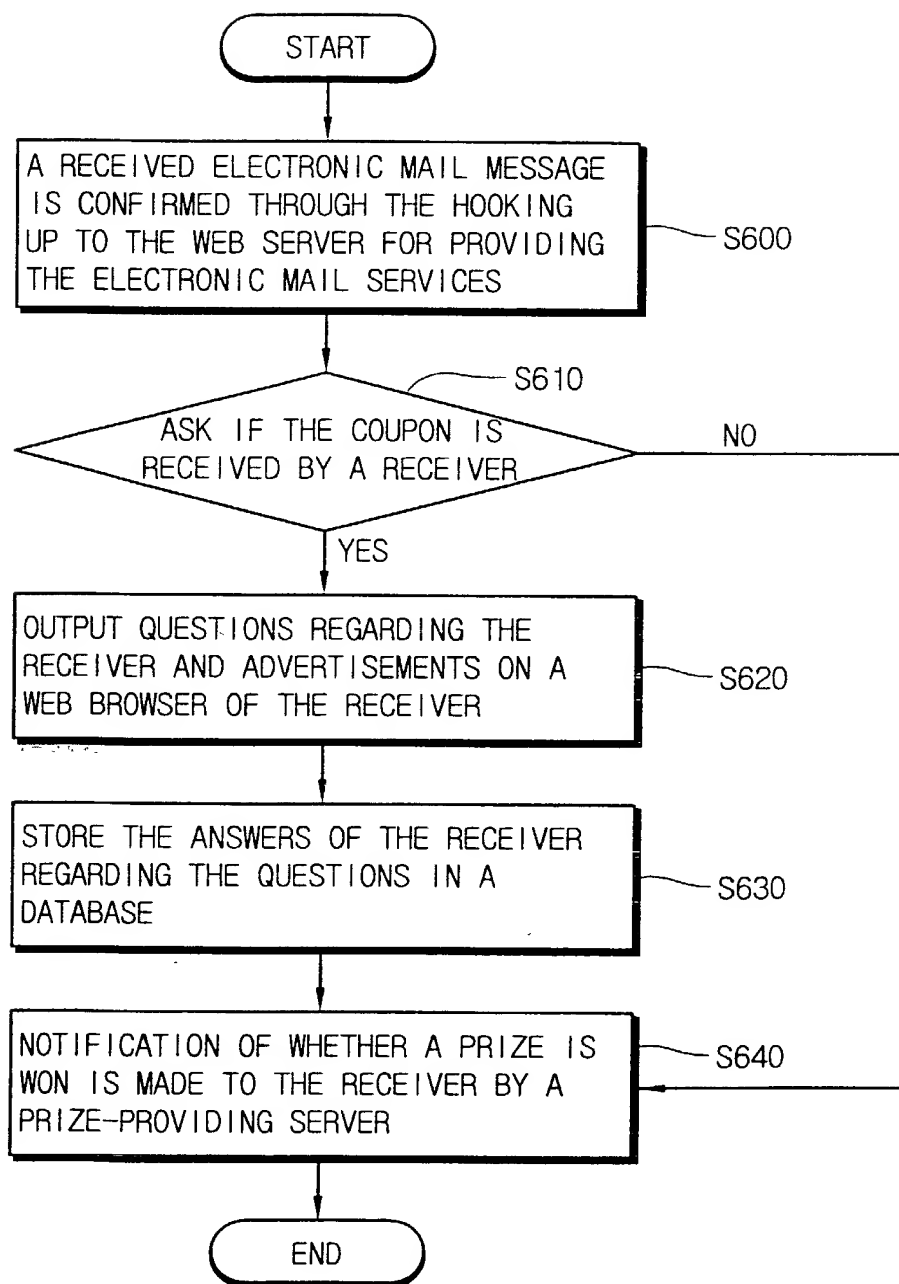 START
A RECEIVED ELECTRONIC MAIL MESSAGE
IS CONFIRMED THROUGH THE HOOKING
UP TO THE WEB SERVER FOR PROVIDING
THE ELECTRONIC MAIL SERVICES
S600
S610
ASK IF THE COUPON IS
RECEIVED BY A RECEIVER
NO
YES
OUTPUT QUESTIONS REGARDING THE
RECEIVER AND ADVERTISEMENTS ON A
WEB BROWSER OF THE RECEIVER
S620
STORE THE ANSWERS OF THE RECEIVER
REGARDING THE QUESTIONS IN A
DATABASE
S630
NOTIFICATION OF WHETHER A PRIZE IS
WON IS MADE TO THE RECEIVER BY A
PRIZE-PROVIDING SERVER
S640
END